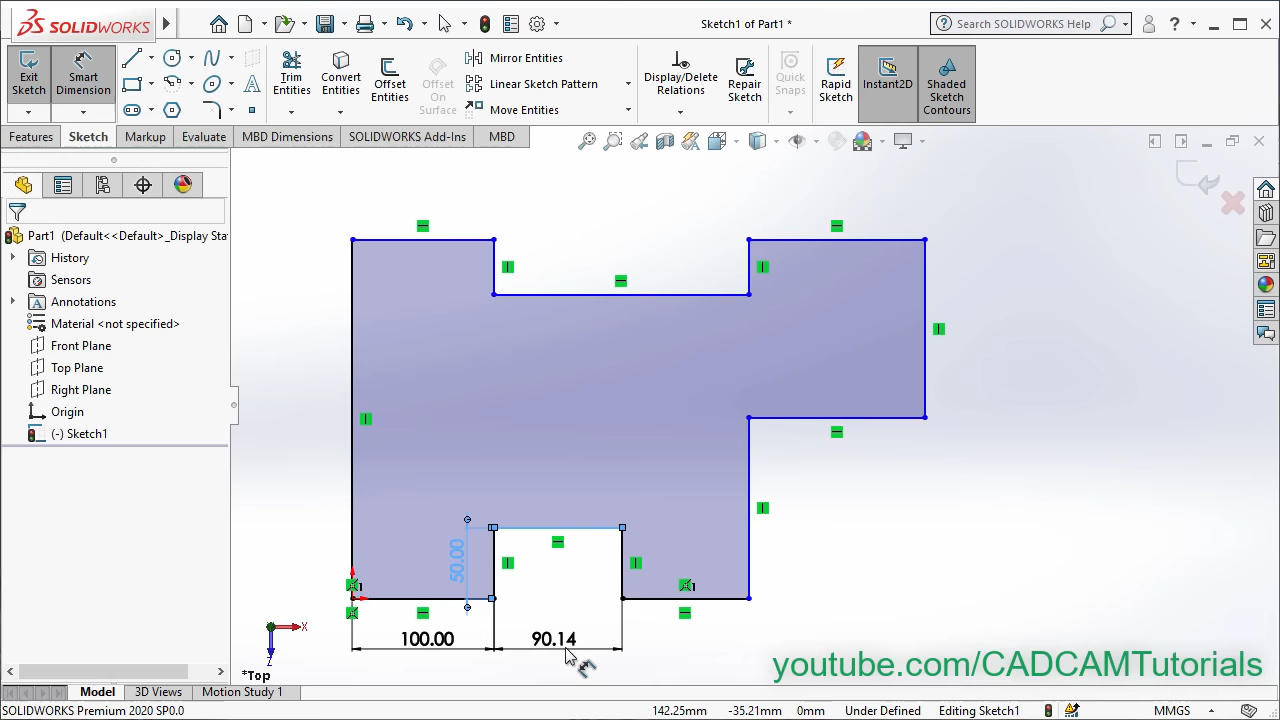 SOLIDWORKS
Sketch1 of Part1 *
Search SOLIDWORKS Help
Exit Sketch
Smart Dimension
Trim Entities
Convert Entities
Offset Entities
Offset On Surface
Mirror Entities
Linear Sketch Pattern
Move Entities
Display/Delete Relations
Repair Sketch
Quick Snaps
Rapid Sketch
Instant2D
Shaded Sketch Contours
Features
Sketch
Markup
Evaluate
MBD Dimensions
SOLIDWORKS Add-Ins
MBD
Part1 (Default<<Default>_Display Sta
History
Sensors
Annotations
Material <not specified>
Front Plane
Top Plane
Right Plane
Origin
(-) Sketch1
50.00
1
1
100.00
90.14
X
Z
*Top
youtube.com/CADCAMTutorials
Model
3D Views
Motion Study 1
SOLIDWORKS Premium 2020 SP0.0
142.25mm
-35.21mm
0mm
Under Defined
Editing Sketch1
MMGS